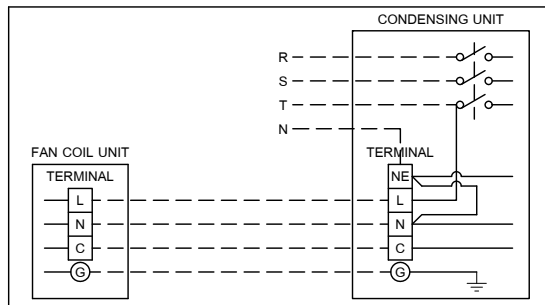 CONDENSING UNIT
R
S
T
N
FAN COIL UNIT
TERMINAL
TERMINAL
NE
L
L
N
N
C
C
G
G